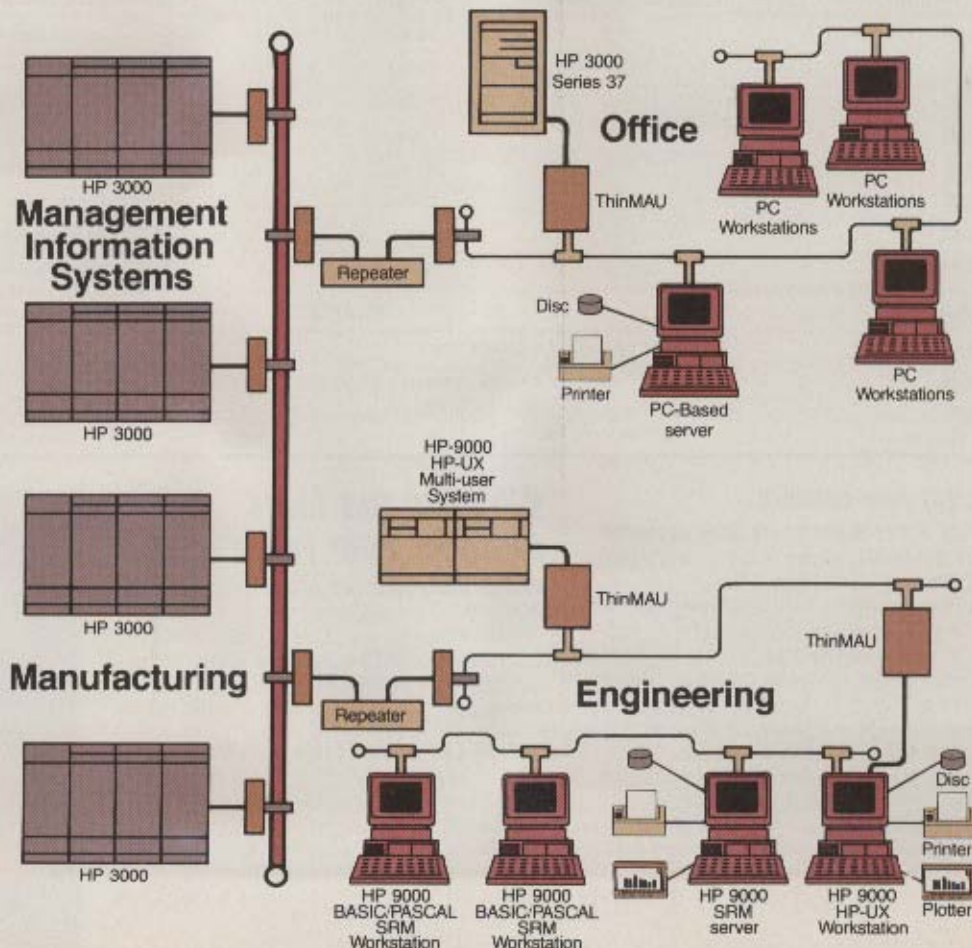 HP 3000
Management
Information
Systems
HP 3000
HP 3000
Manufacturing
HP 3000
HP 3000
Series 37
Office
ThinMAU
Repeater
PC
Workstations
PC
Workstations
Disc
Printer
PC-Based
server
PC
Workstations
HP-9000
HP-UX
Multi-user
System
ThinMAU
ThinMAU
Repeater
Engineering
HP 9000
BASIC/PASCAL
SRM
Workstation
HP 9000
BASIC/PASCAL
SRM
Workstation
HP 9000
SRM
server
HP 9000
HP-UX
Workstation
Disc
Printer
Plotter